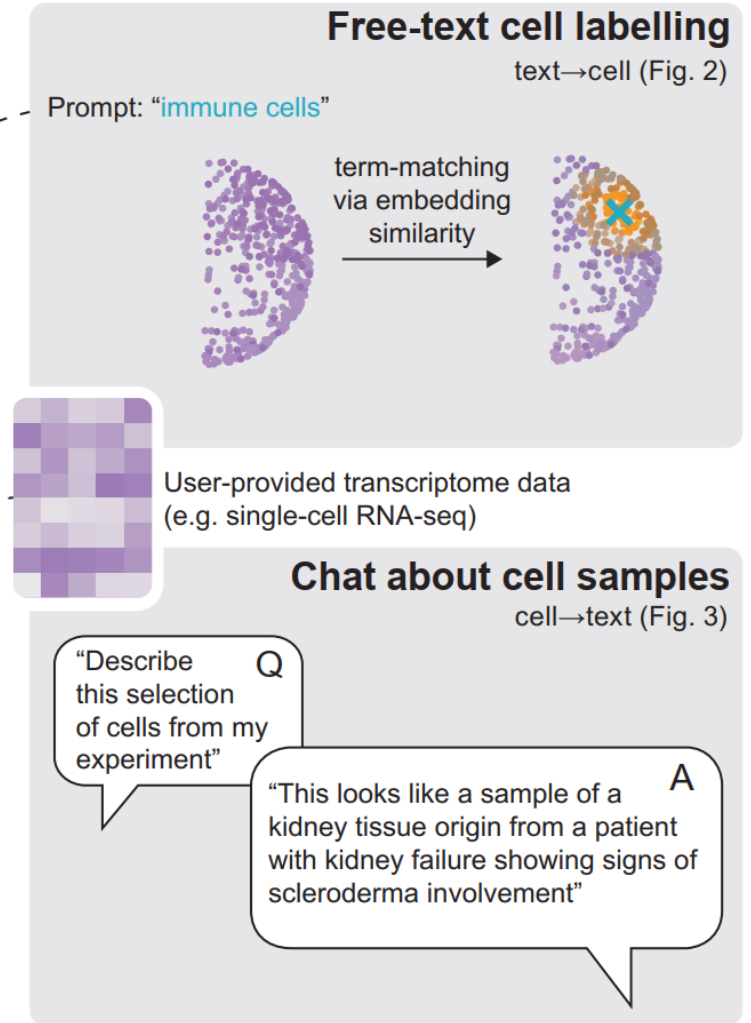 Free-text cell labelling
text→cell (Fig. 2)
Prompt: “immune cells”
term-matching
via embedding
similarity
User-provided transcriptome data
(e.g. single-cell RNA-seq)
Chat about cell samples
cell→text (Fig. 3)
Q
“Describe
this selection
of cells from my
experiment”
A
“This looks like a sample of a
kidney tissue origin from a patient
with kidney failure showing signs of
scleroderma involvement”